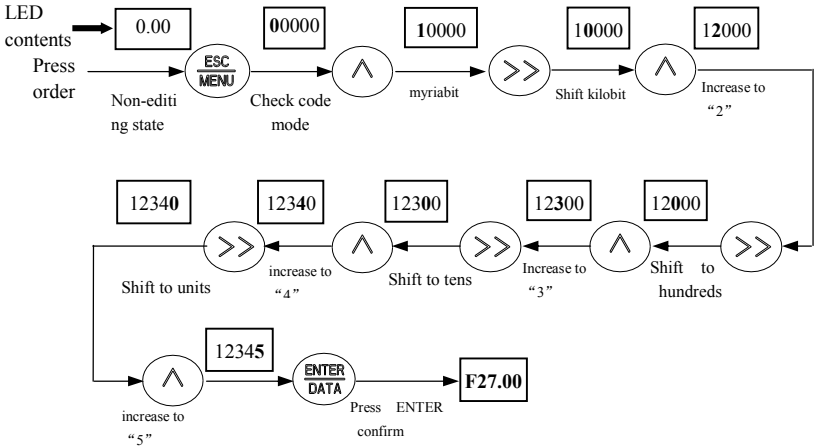 LED
contents
0.00
00000
10000
10000
12000
Press
order
ESC
MENU
Non-editi
ng state
Check code
mode
myriabit
Shift kilobit
Increase to
“2”
12340
12340
12300
12300
12000
Shift to units
increase to
“4”
Shift to tens
Increase to
“3”
Shift to
hundreds
12345
ENTER
DATA
F27.00
increase to
“5”
Press ENTER
confirm